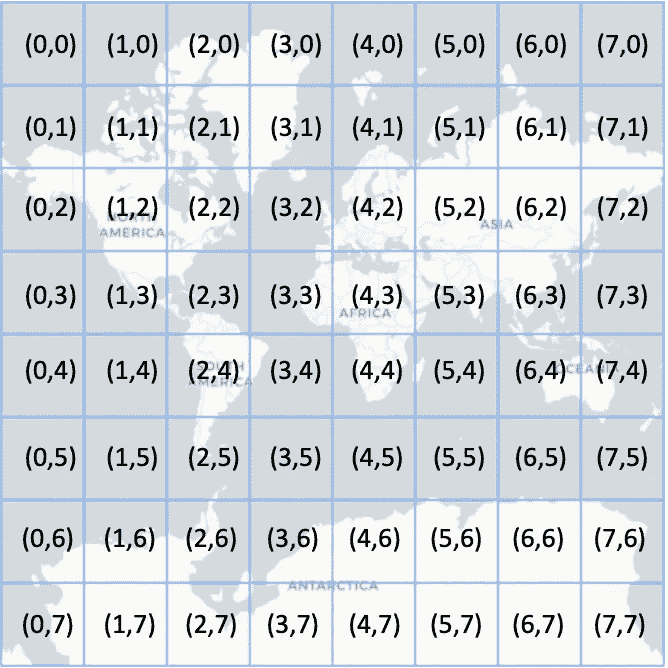 (0,0) (1,0) (2,0) (3,0) (4,0) (5,0) (6,0) (7,0)
(0,1) (1,1) (2,1) (3,1) (4,1) (5,1) (6,1) (7,1)
(0,2) (1,2) (2,2) (3,2) (4,2) (5,2) (6,2) (7,2)
NORTH
AMERICA
ASIA
(0,3) (1,3) (2,3) (3,3) (4,3) (5,3) (6,3) (7,3)
AFRICA
(0,4) (1,4) (2,4) (3,4) (4,4) (5,4) (6,4) (7,4)
SOUTH
AMERICA
OCEANIA
(0,5) (1,5) (2,5) (3,5) (4,5) (5,5) (6,5) (7,5)
(0,6) (1,6) (2,6) (3,6) (4,6) (5,6) (6,6) (7,6)
ANTARCTICA
(0,7) (1,7) (2,7) (3,7) (4,7) (5,7) (6,7) (7,7)